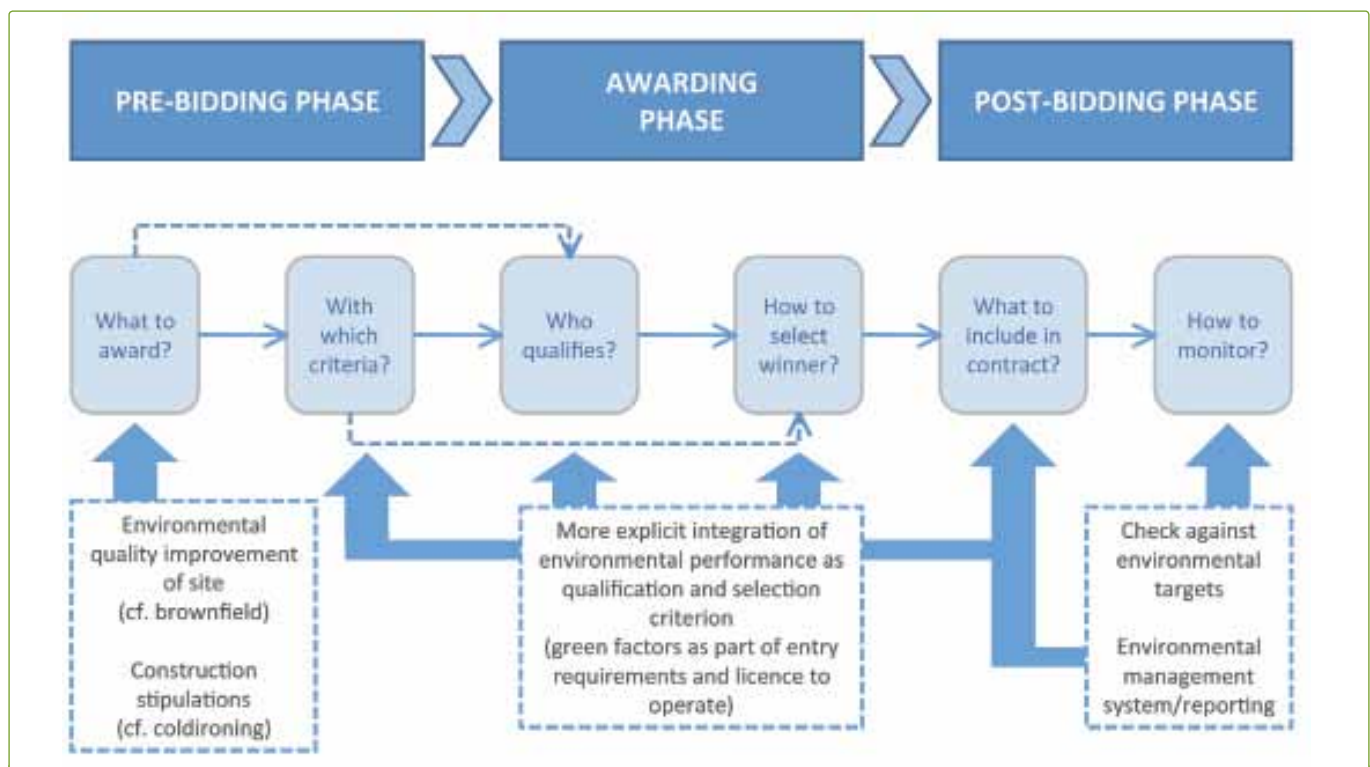 PRE-BIDDING PHASE
AWARDING
PHASE
POST-BIDDING PHASE
What to
award?
With
which
criteria?
Who
qualifies?
How to
select
winner?
What to
include in
contract?
How to
monitor?
Environmental
quality improvement
of site
(cf. brownfield)
Construction
stipulations
(cf. coldironing)
More explicit integration of
environmental performance as
qualification and selection
criterion
(green factors as part of entry
requirements and licence to
operate)
Check against
environmental
targets
Environmental
management
system/reporting